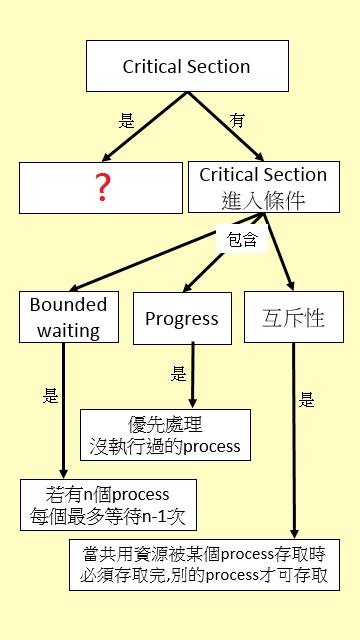 Critical Section
是
有
?
Critical Section
進入條件
包含
Bounded
waiting
Progress
互斥性
是
是
是
優先處理
沒執行過的process
若有n個process
每個最多等待n-1次
當共用資源被某個process存取時
必須存取完,別的process才可存取